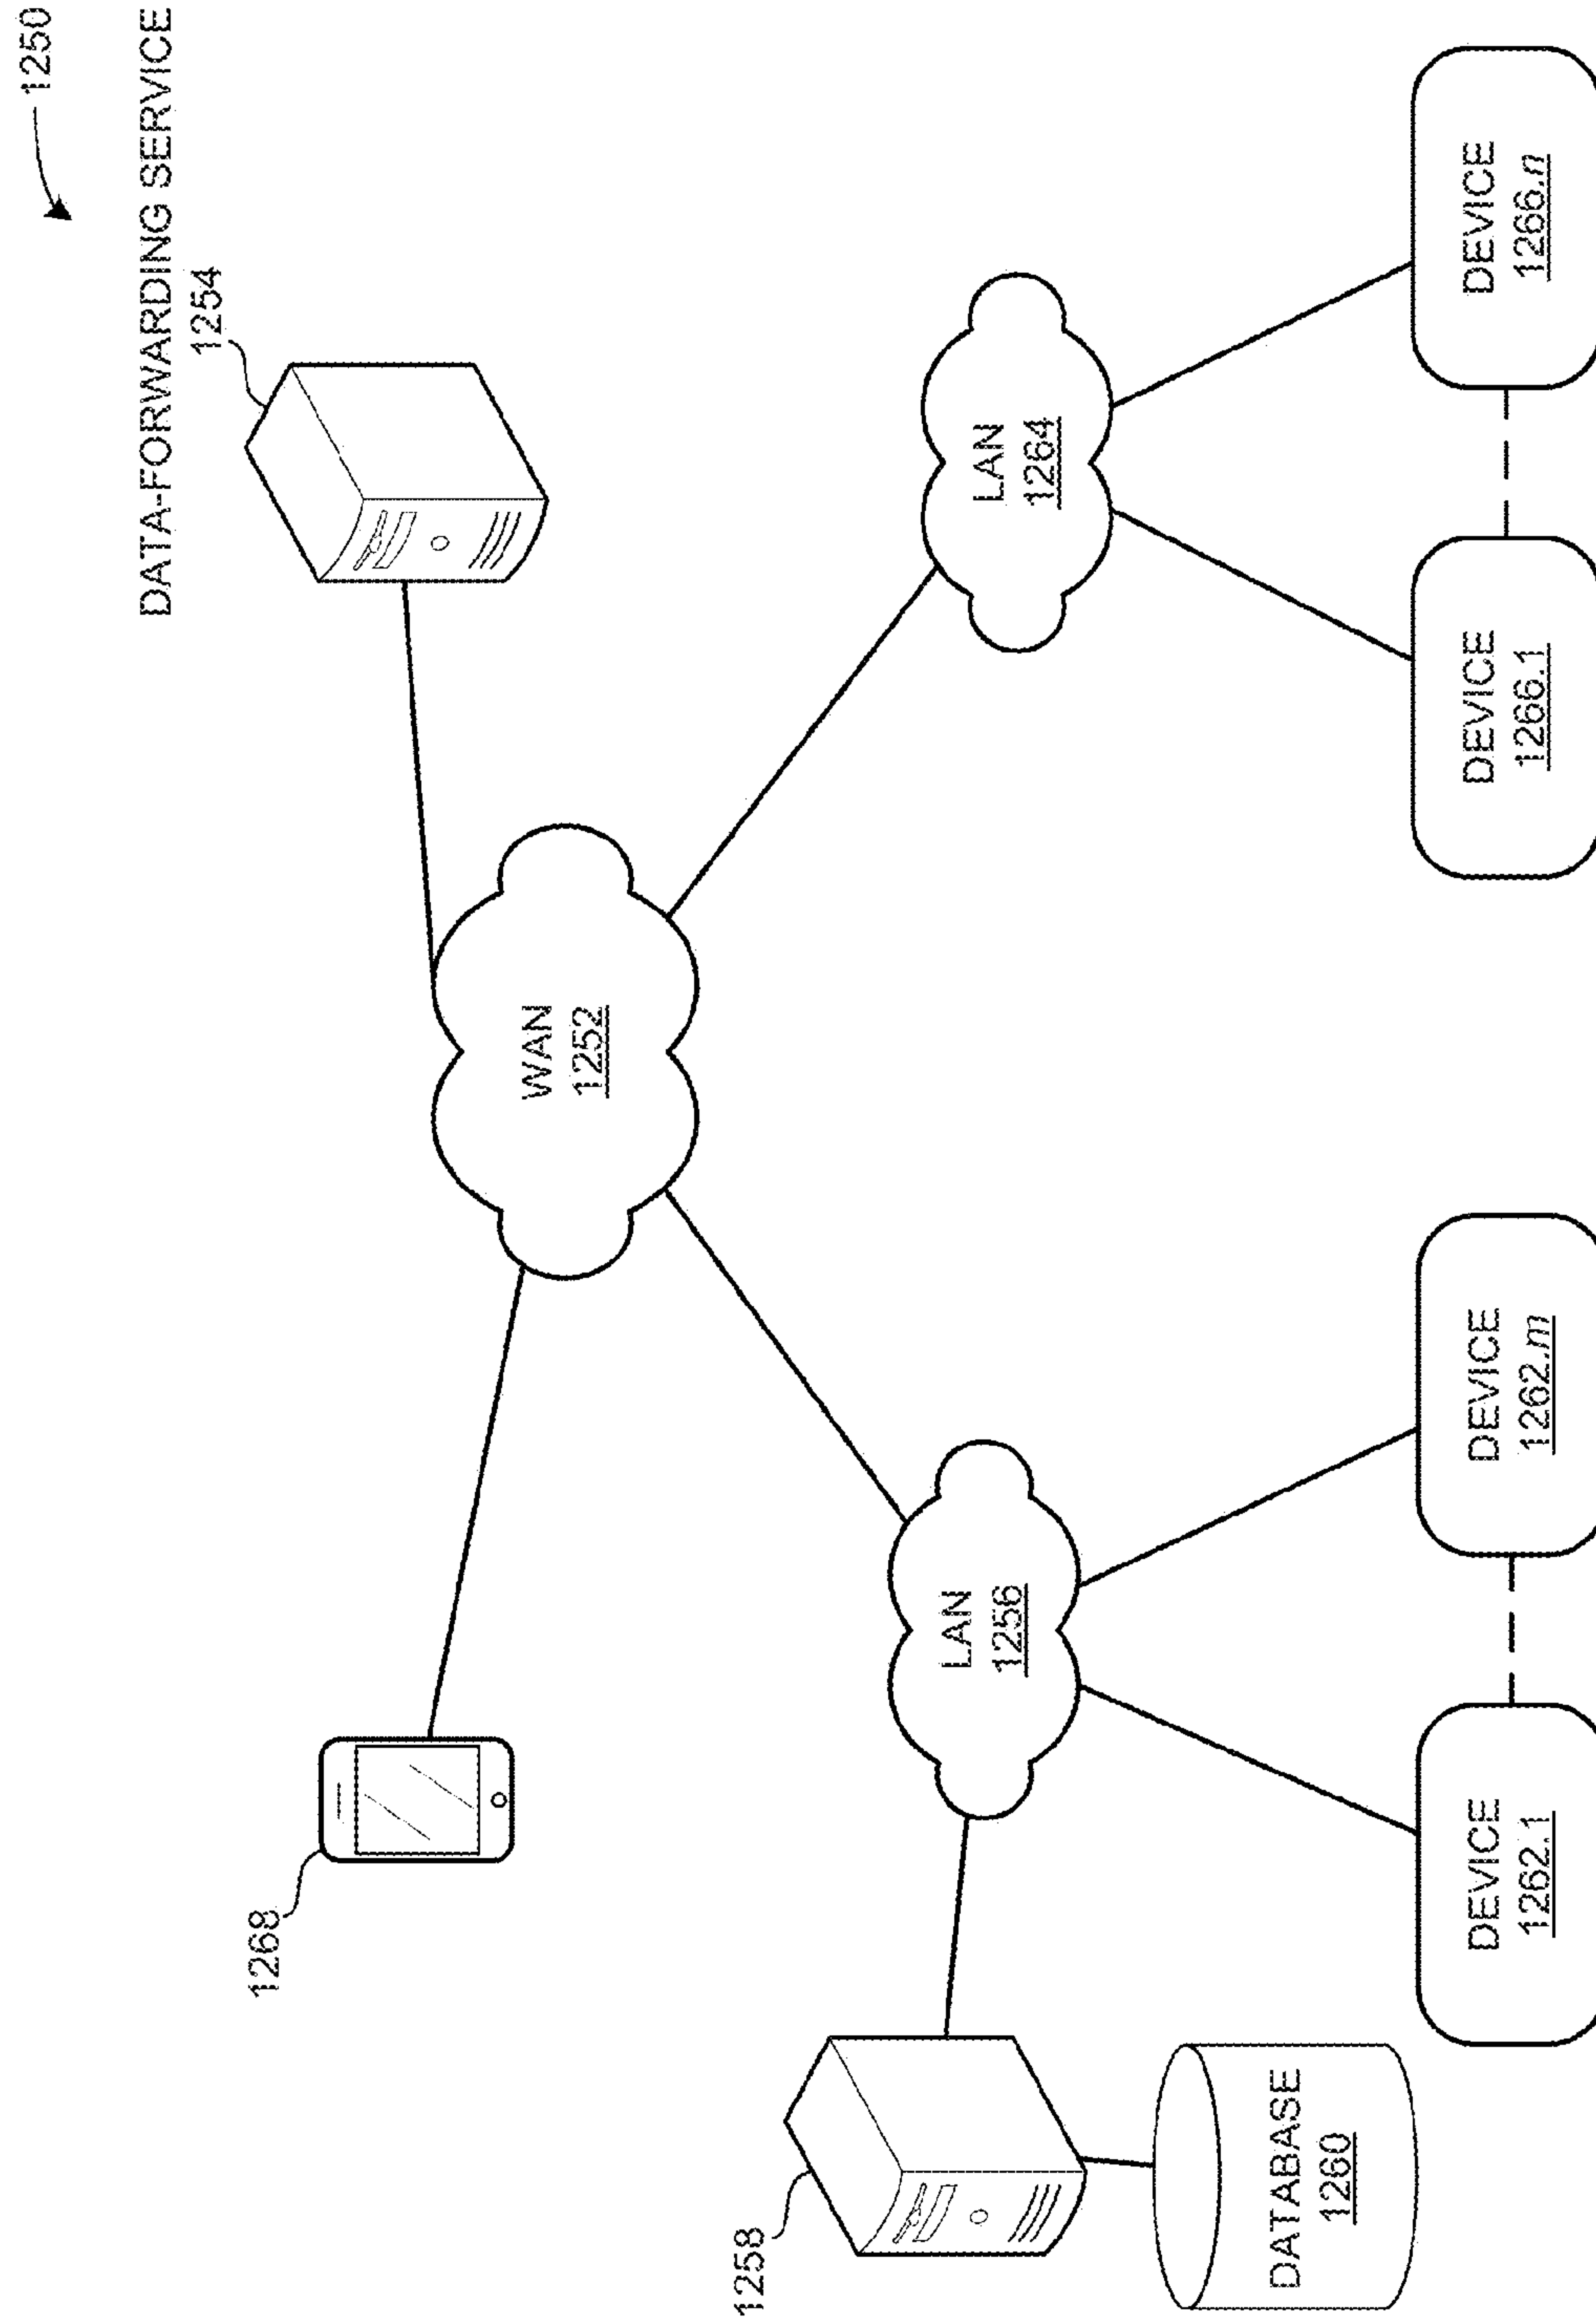 1250
DATA-FORWARDING SERVICE
1254
1268
WAN
1252
1258
LAN
1256
LAN
1264
DATABASE
1260
DEVICE
1262.1
DEVICE
1262.m
DEVICE
1266.1
DEVICE
1266.n